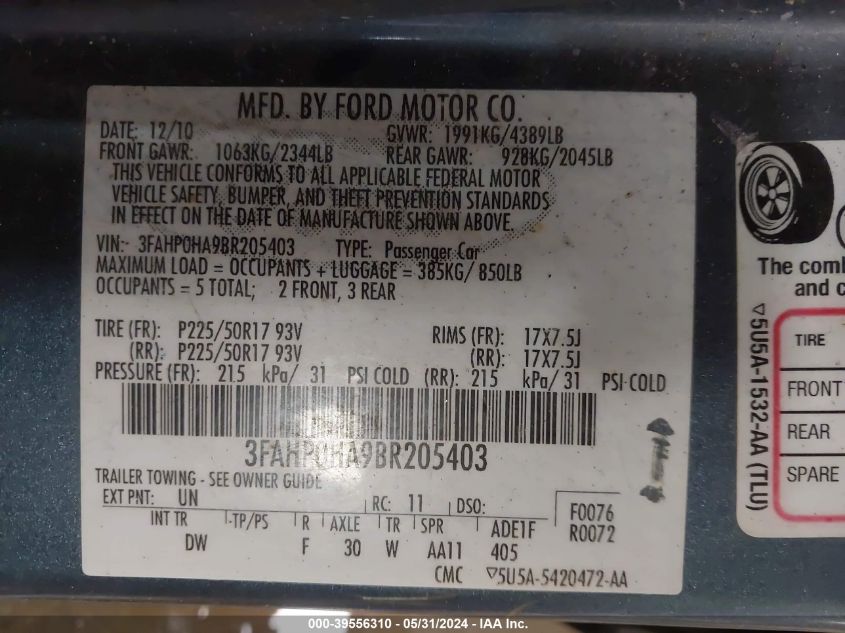 MFD. BY FORD MOTOR CO.
DATE: 12/10 GVWR: 1991KG/4389LB
FRONT GAWR: 1063KG/2344LB REAR GAWR: 928KG/2045LB
THIS VEHICLE CONFORMS TO ALL APPLICABLE FEDERAL MOTOR
VEHICLE SAFETY, BUMPER, AND THEFT PREVENTION STANDARDS
IN EFFECT ON THE DATE OF MANUFACTURE SHOWN ABOVE.
VIN: 3FAHP0HA9BR205403 TYPE: Passenger Car
MAXIMUM LOAD = OCCUPANTS + LUGGAGE = 385KG/ 850LB
OCCUPANTS = 5 TOTAL; 2 FRONT, 3 REAR
TIRE (FR): P225/50R17 93V RIMS (FR): 17X7.5J
(RR): P225/50R17 93V (RR): 17X7.5J
PRESSURE (FR): 215 kPa/ 31 PSI COLD (RR): 215 kPa/ 31 PSI COLD
3FAHP0HA9BR205403
TRAILER TOWING - SEE OWNER GUIDE
EXT PNT: UN RC: 11 DSO: F0076
R0072
INT TR TP/PS R AXLE TR SPR ADE1F
DW F 30 W AA11 405
CMC ▽5U5A-5420472-AA
The comb
and c
▽5U5A-1532-AA (TLU)
TIRE
FRONT
REAR
SPARE
000-39556310 - 05/31/2024 - IAA Inc.